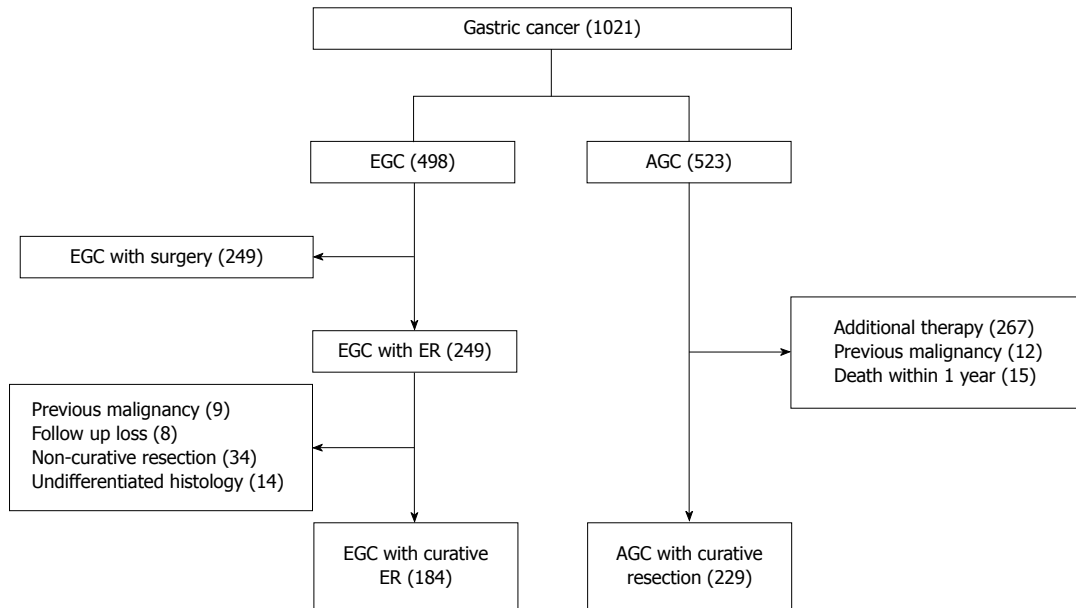 Gastric cancer (1021)
EGC (498)
AGC (523)
EGC with surgery (249)
EGC with ER (249)
Additional therapy (267)
Previous malignancy (12)
Death within 1 year (15)
Previous malignancy (9)
Follow up loss (8)
Non-curative resection (34)
Undifferentiated histology (14)
EGC with curative
ER (184)
AGC with curative
resection (229)